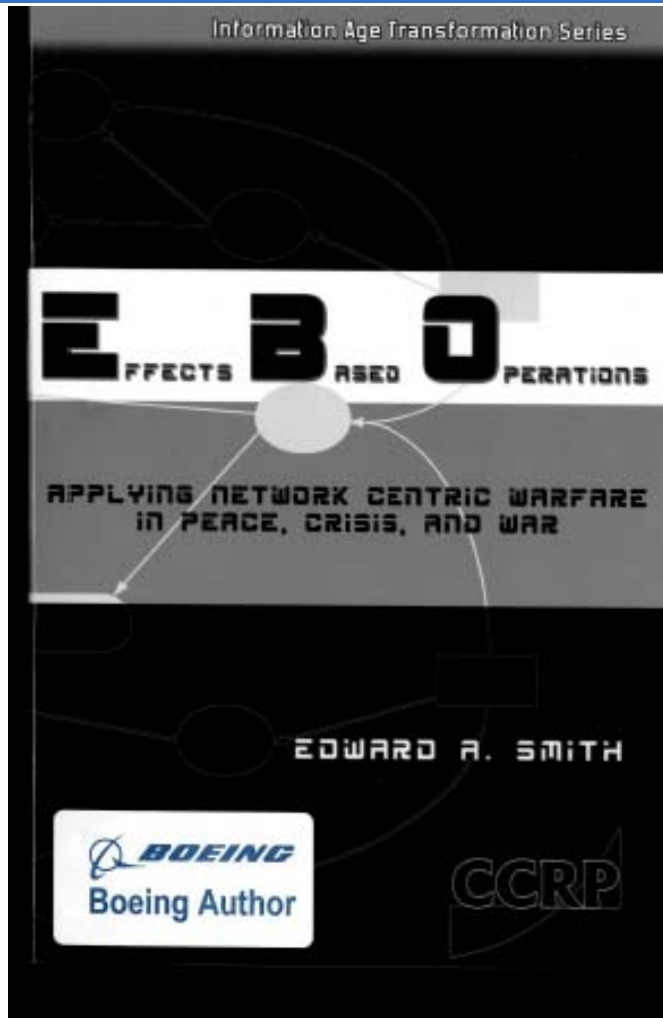 Information Age Transformation Series
EFFECTS BASED OPERATIONS
APPLYING NETWORK CENTRIC WARFARE
IN PEACE, CRISIS, AND WAR
EDWARD A. SMITH
BOEING
Boeing Author
CCRP